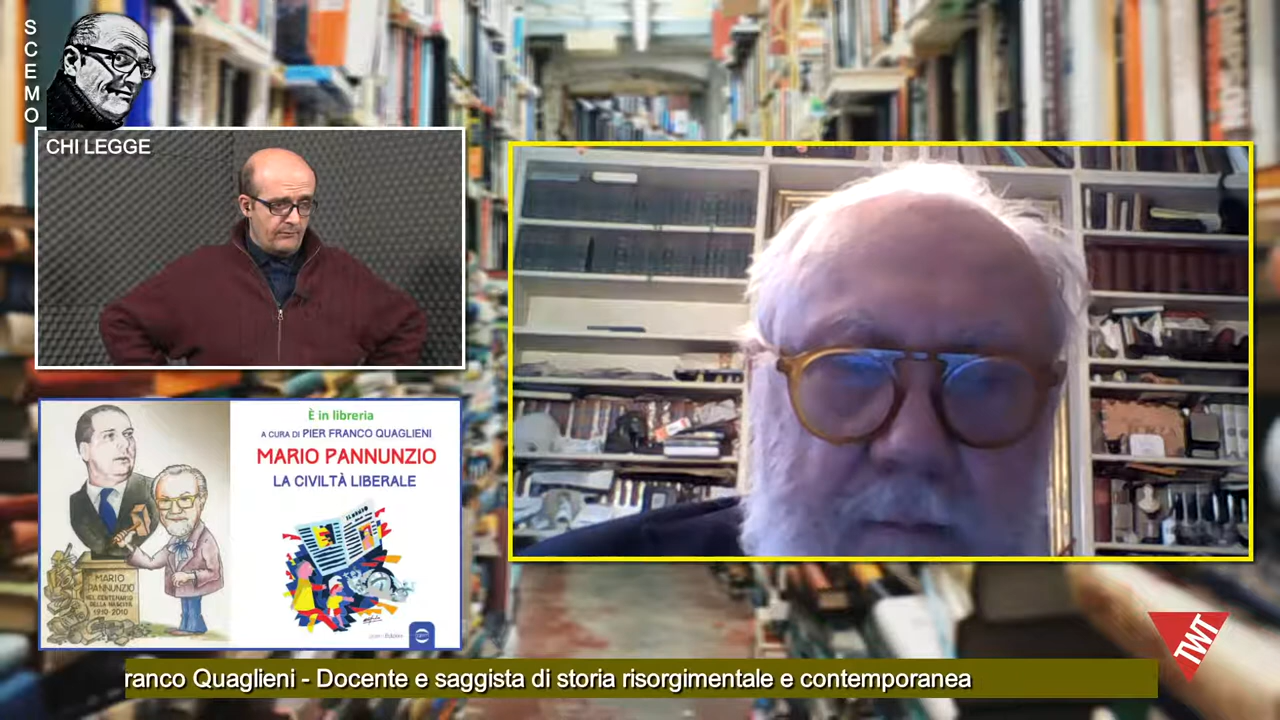 SCEMO
CHI LEGGE
È in libreria
A CURA DI PIER FRANCO QUAGLIENI
MARIO PANNUNZIO
LA CIVILTÀ LIBERALE
MARIO
PANNUNZIO
NEL CENTENARIO
DELLA NASCITA
1910-2010
ranco Quaglieni - Docente e saggista di storia risorgimentale e contemporanea
TWT